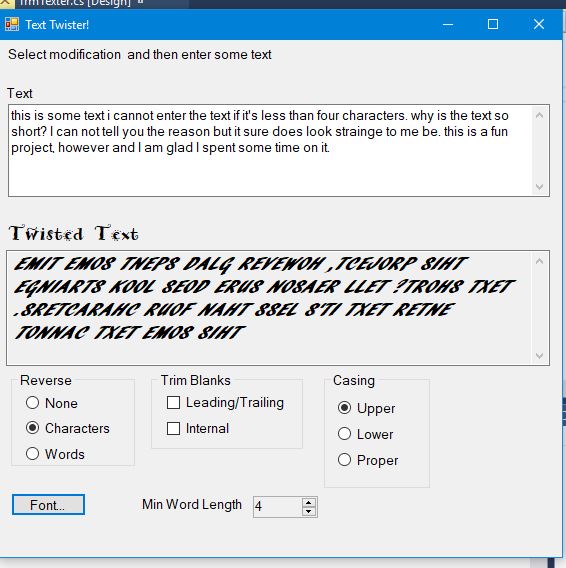 frmTexter.cs [Design]
Text Twister!
Select modification and then enter some text
Text
this is some text i cannot enter the text if it's less than four characters. why is the text so
short? I can not tell you the reason but it sure does look strainge to me be. this is a fun
project, however and I am glad I spent some time on it.
Twisted Text
EMIT EMOS TNEPS DALG REVEWOH ,TCEJORP SIHT
EGNIARTS KOOL SEOD ERUS NOSAER LLET ?TROHS TXET
.SRETCARAHC RUOF NAHT SSEL S'TI TXET RETNE
TONNAC TXET EMOS SIHT
Reverse
None
Characters
Words
Trim Blanks
Leading/Trailing
Internal
Casing
Upper
Lower
Proper
Font..
Min Word Length 4